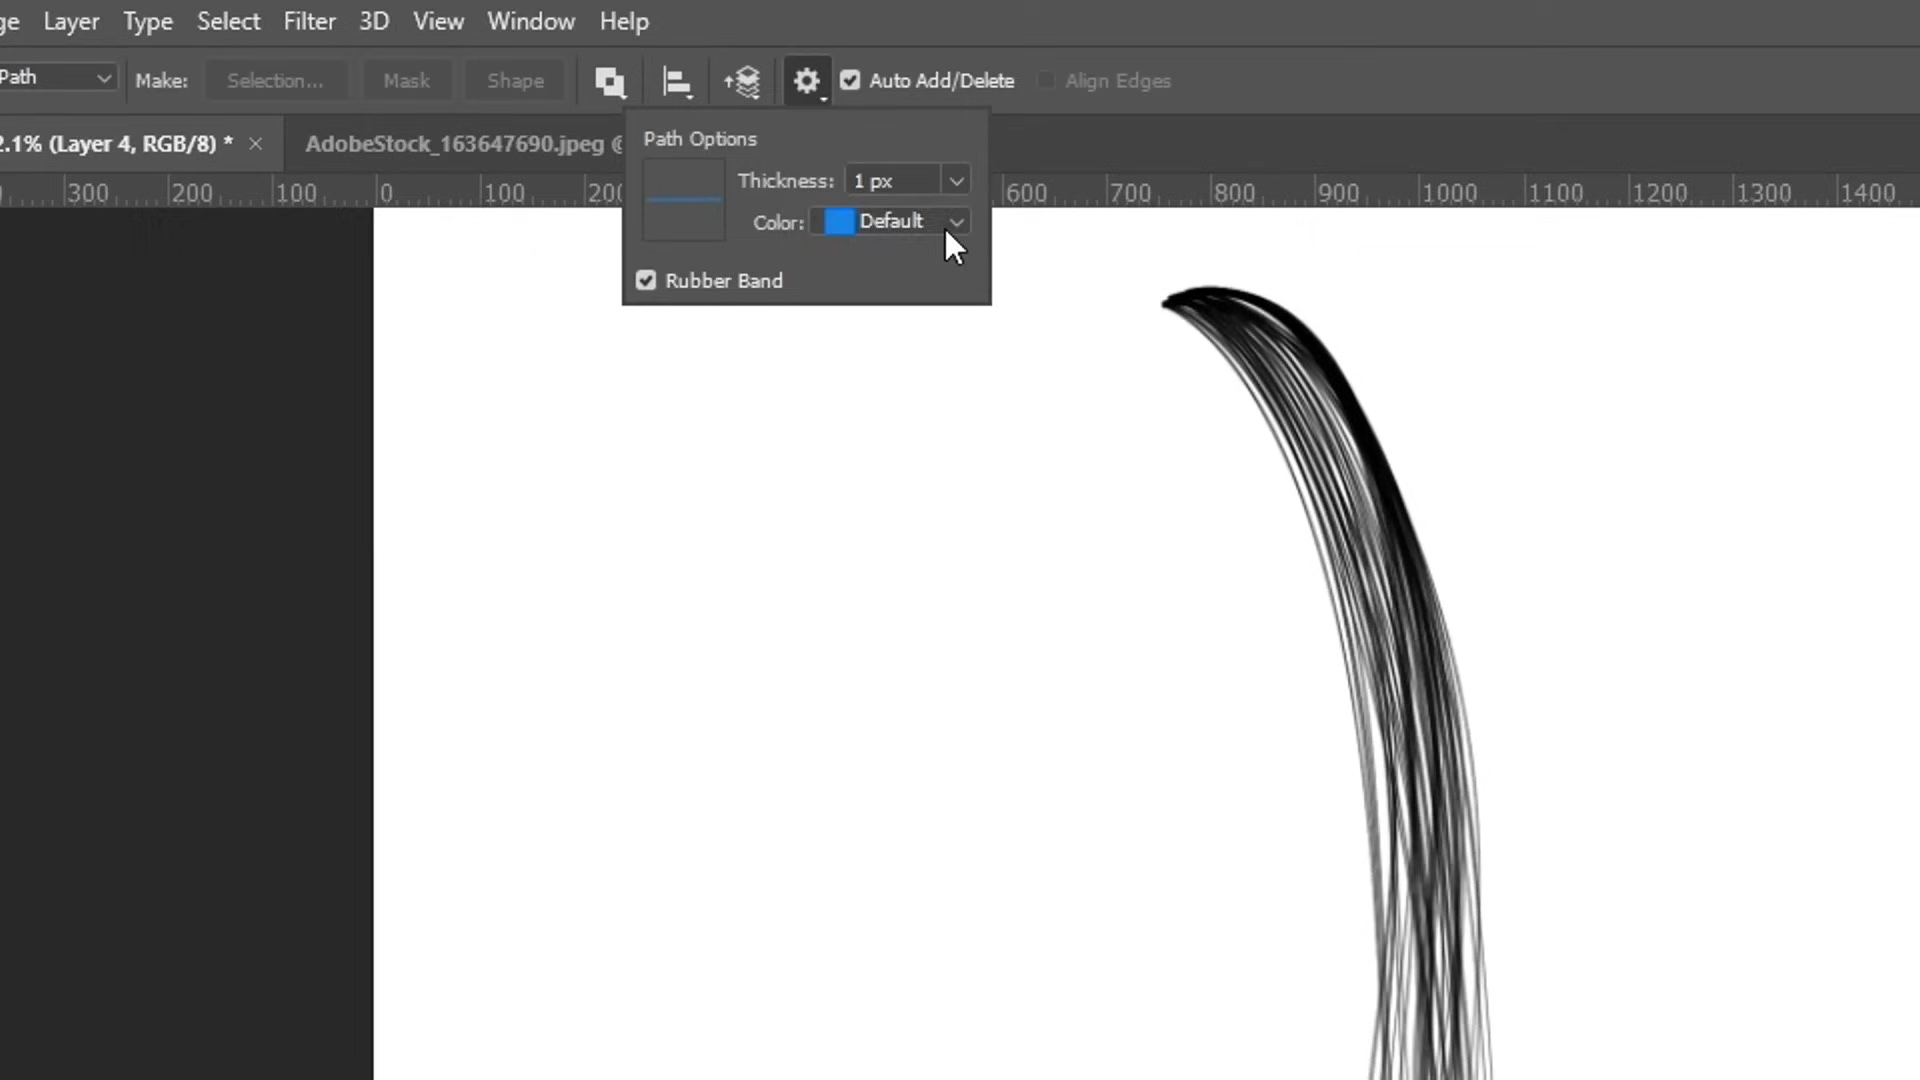 ge Layer Type Select Filter 3D View Window Help
Path Make: Selection... Mask Shape Auto Add/Delete Align Edges
2.1% (Layer 4, RGB/8) * × AdobeStock_163647690.jpeg @
300 200 100 0 100 200 600 700 800 900 1000 1100 1200 1300 1400
Path Options
Thickness: 1 px
Color: Default
Rubber Band